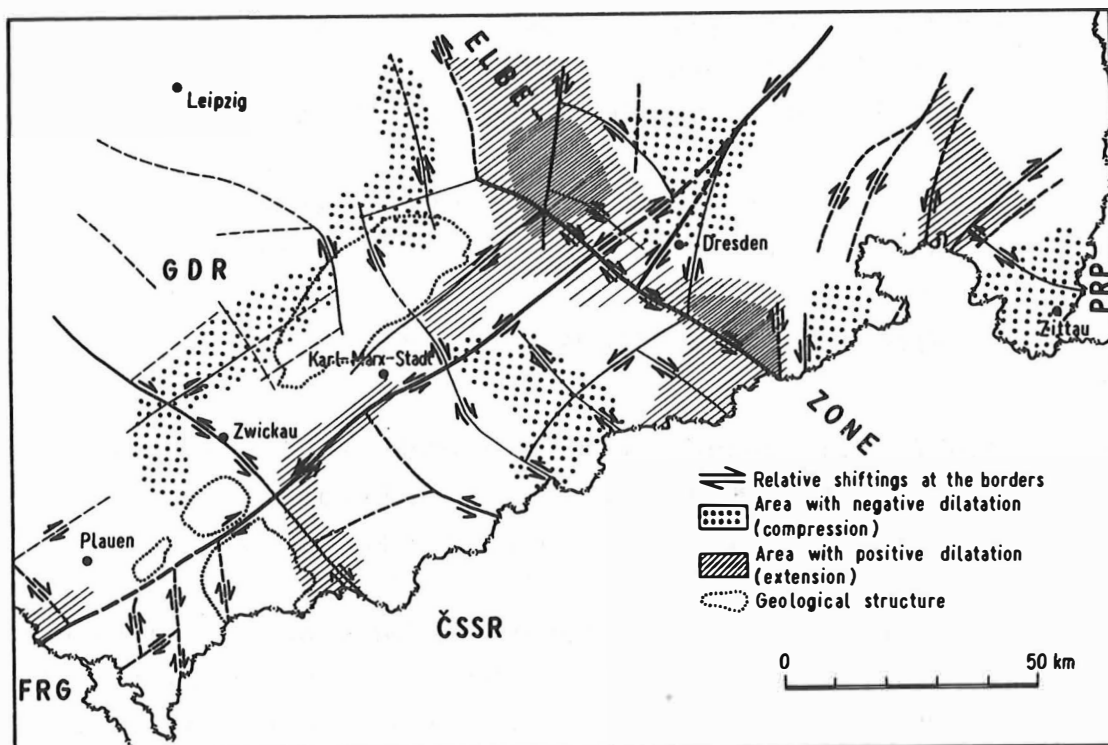 ELBE-
Leipzig
Dresden
GDR
PRP
Zittau
Karl-Marx-Stadt
Zwickau
ZONE
Relative shiftings at the borders
Area with negative dilatation
(compression)
Plauen
Area with positive dilatation
(extension)
Geological structure
ČSSR
0 50 km
FRG